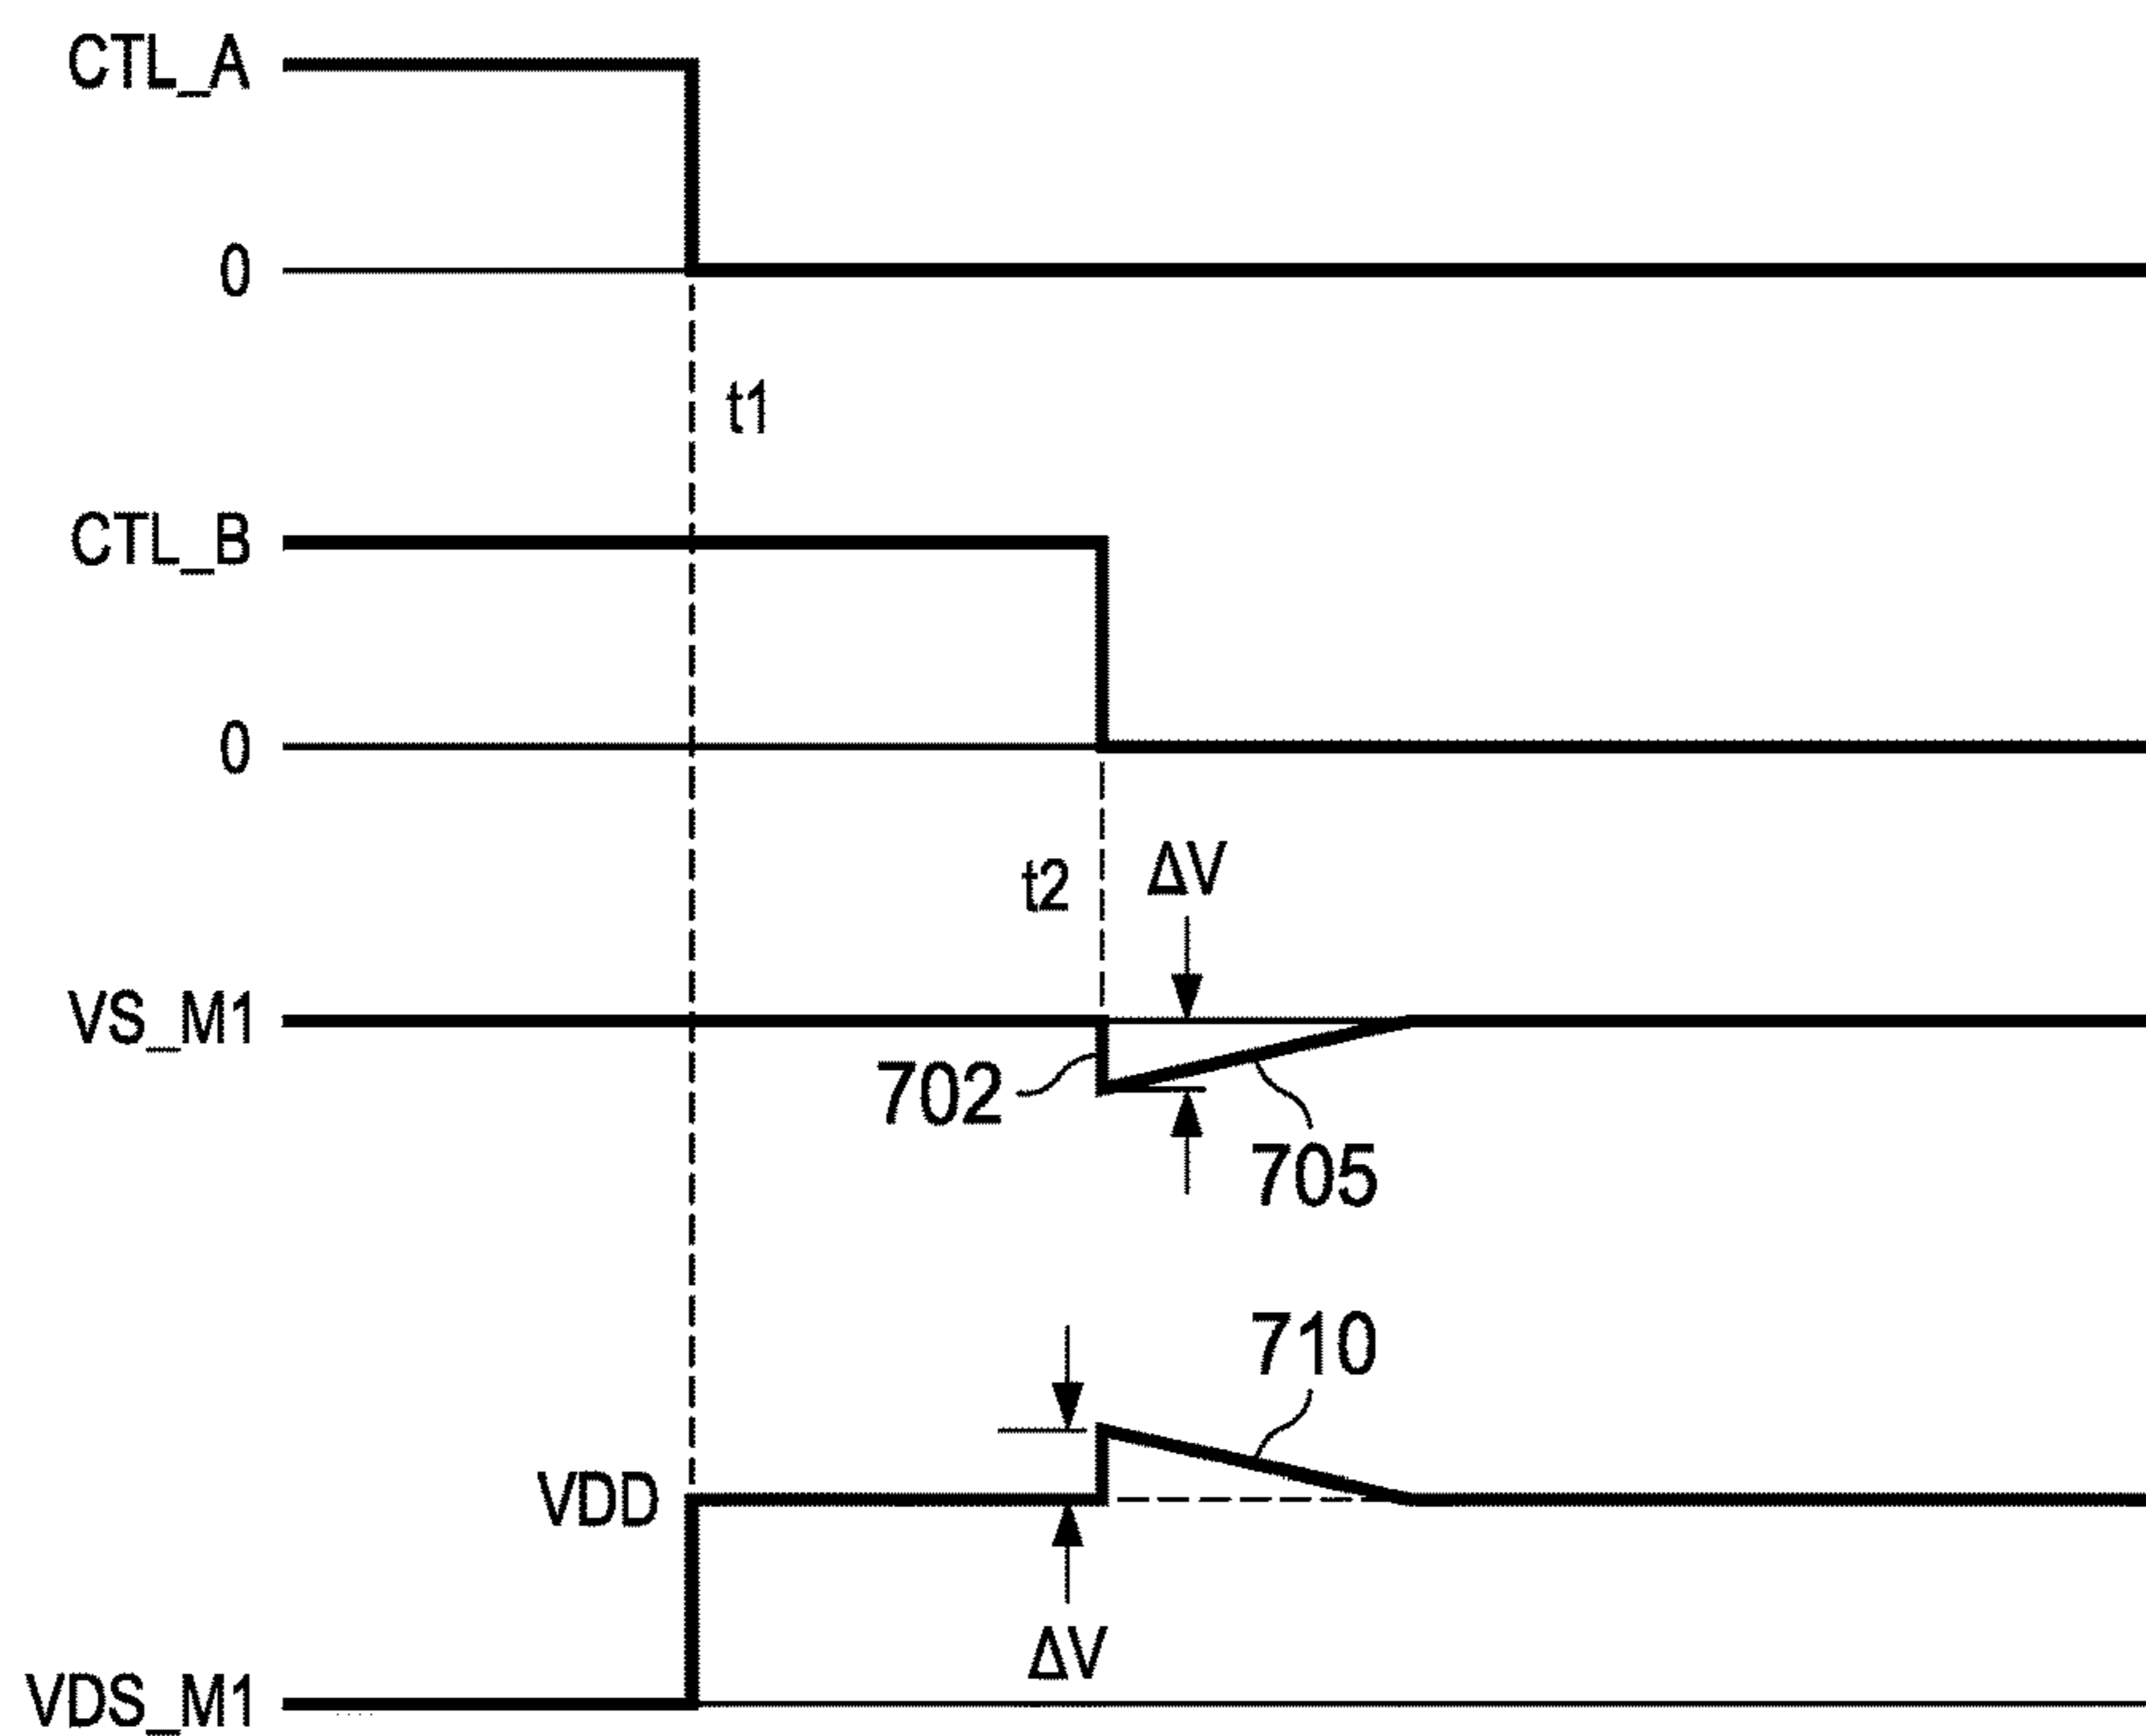 CTL_A
0
t1
CTL_B
0
t2
ΔV
VS_M1
702
705
710
VDD
ΔV
VDS_M1